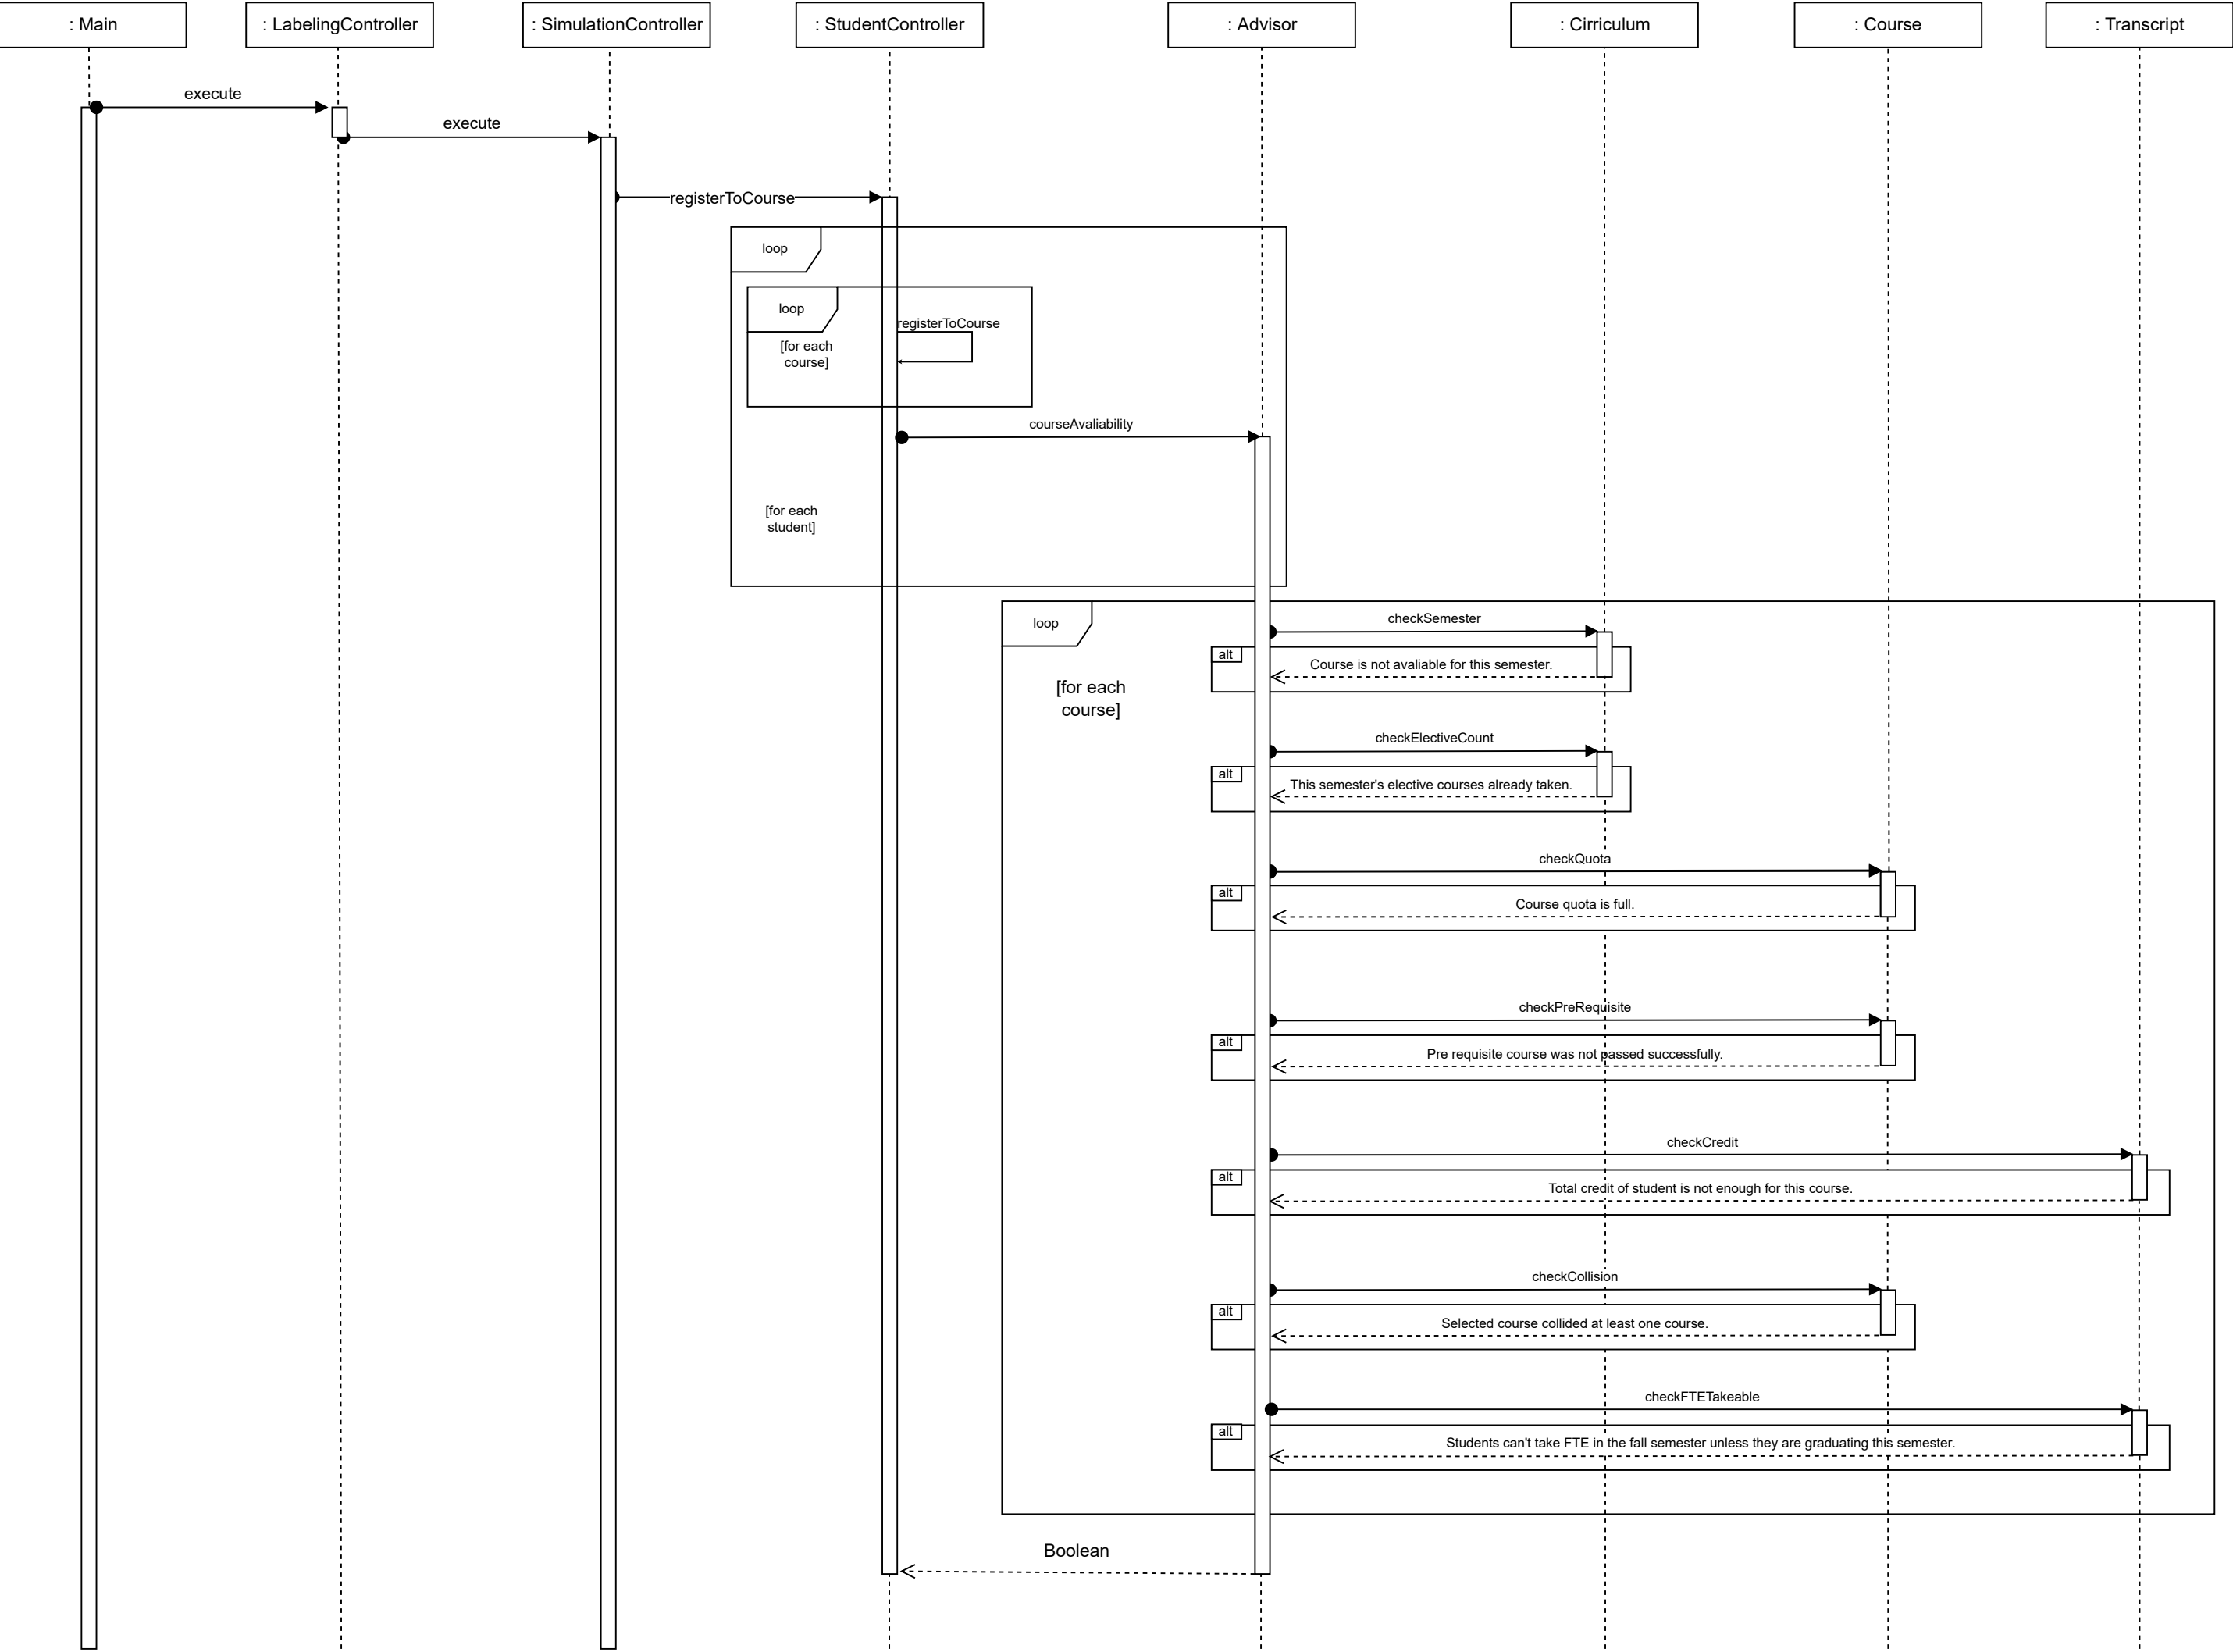 : Main
: LabelingController
: SimulationController
: StudentController
: Advisor
: Cirriculum
: Course
: Transcript
execute
execute
registerToCourse
loop
loop
registerToCourse
[for each
course]
courseAvaliability
[for each
student]
loop
checkSemester
alt
Course is not avaliable for this semester.
[for each
course]
checkElectiveCount
alt
This semester's elective courses already taken.
checkQuota
alt
Course quota is full.
checkPreRequisite
alt
Pre requisite course was not passed successfully.
checkCredit
alt
Total credit of student is not enough for this course.
checkCollision
alt
Selected course collided at least one course.
checkFTETakeable
alt
Students can't take FTE in the fall semester unless they are graduating this semester.
Boolean